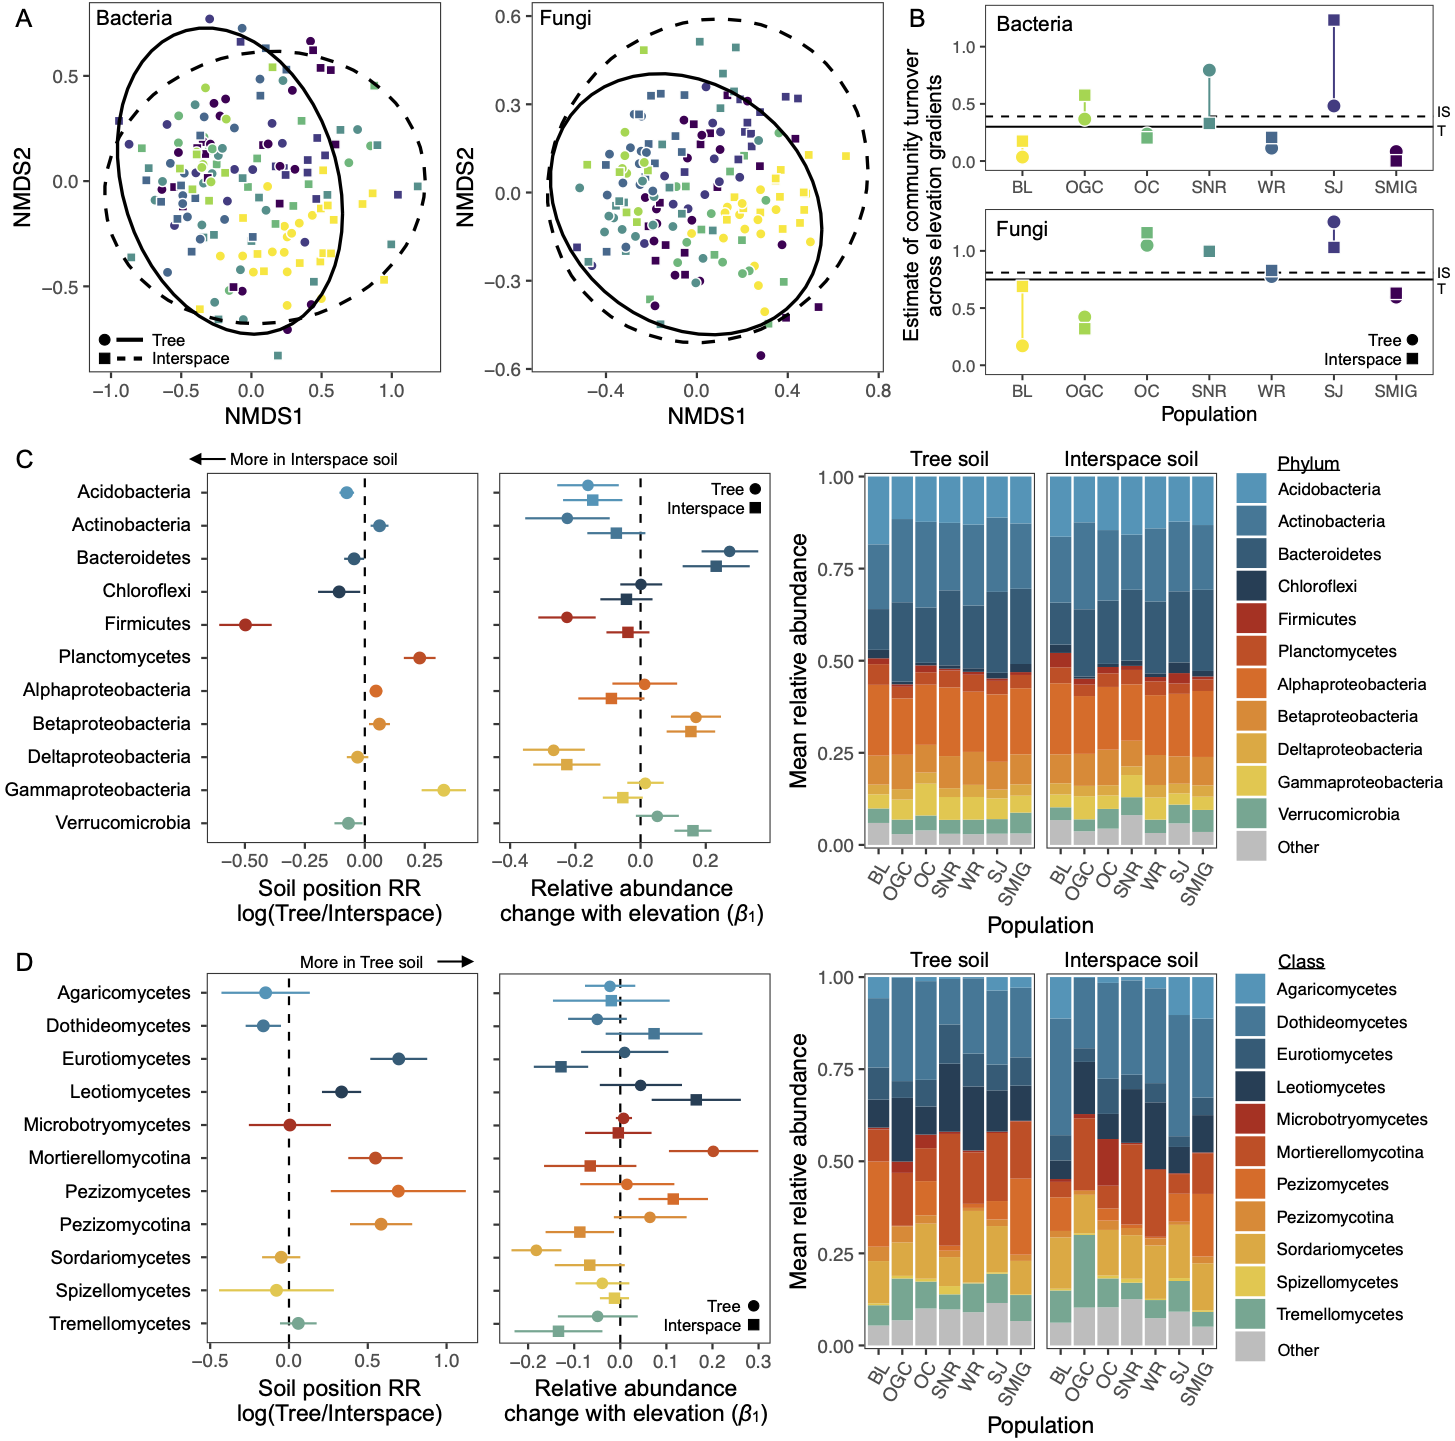 A
Bacteria
NMDS2
0.5
0.0
−0.5
Tree
Interspace
−1.0 −0.5 0.0 0.5 1.0
NMDS1
Fungi
NMDS2
0.6
0.3
0.0
−0.3
−0.6
−0.4 0.0 0.4 0.8
NMDS1
B
Estimate of community turnover
across elevation gradients
Bacteria
1.0
0.5
0.0
IS
T
BL OGC OC SNR WR SJ SMIG
Fungi
1.0
0.5
0.0
IS
T
Tree
Interspace
BL OGC OC SNR WR SJ SMIG
Population
C
More in Interspace soil
Acidobacteria
Actinobacteria
Bacteroidetes
Chloroflexi
Firmicutes
Planctomycetes
Alphaproteobacteria
Betaproteobacteria
Deltaproteobacteria
Gammaproteobacteria
Verrucomicrobia
−0.50 −0.25 0.00 0.25
Soil position RR
log(Tree/Interspace)
Tree
Interspace
−0.4 −0.2 0.0 0.2
Relative abundance
change with elevation (β1)
Tree soil
Interspace soil
Mean relative abundance
1.00
0.75
0.50
0.25
0.00
BL OGC OC SNR WR SJ SMIG
BL OGC OC SNR WR SJ SMIG
Population
Phylum
Acidobacteria
Actinobacteria
Bacteroidetes
Chloroflexi
Firmicutes
Planctomycetes
Alphaproteobacteria
Betaproteobacteria
Deltaproteobacteria
Gammaproteobacteria
Verrucomicrobia
Other
D
More in Tree soil
Agaricomycetes
Dothideomycetes
Eurotiomycetes
Leotiomycetes
Microbotryomycetes
Mortierellomycotina
Pezizomycetes
Pezizomycotina
Sordariomycetes
Spizellomycetes
Tremellomycetes
−0.5 0.0 0.5 1.0
Soil position RR
log(Tree/Interspace)
Tree
Interspace
−0.2 −0.1 0.0 0.1 0.2 0.3
Relative abundance
change with elevation (β1)
Tree soil
Interspace soil
Mean relative abundance
1.00
0.75
0.50
0.25
0.00
BL OGC OC SNR WR SJ SMIG
BL OGC OC SNR WR SJ SMIG
Population
Class
Agaricomycetes
Dothideomycetes
Eurotiomycetes
Leotiomycetes
Microbotryomycetes
Mortierellomycotina
Pezizomycetes
Pezizomycotina
Sordariomycetes
Spizellomycetes
Tremellomycetes
Other